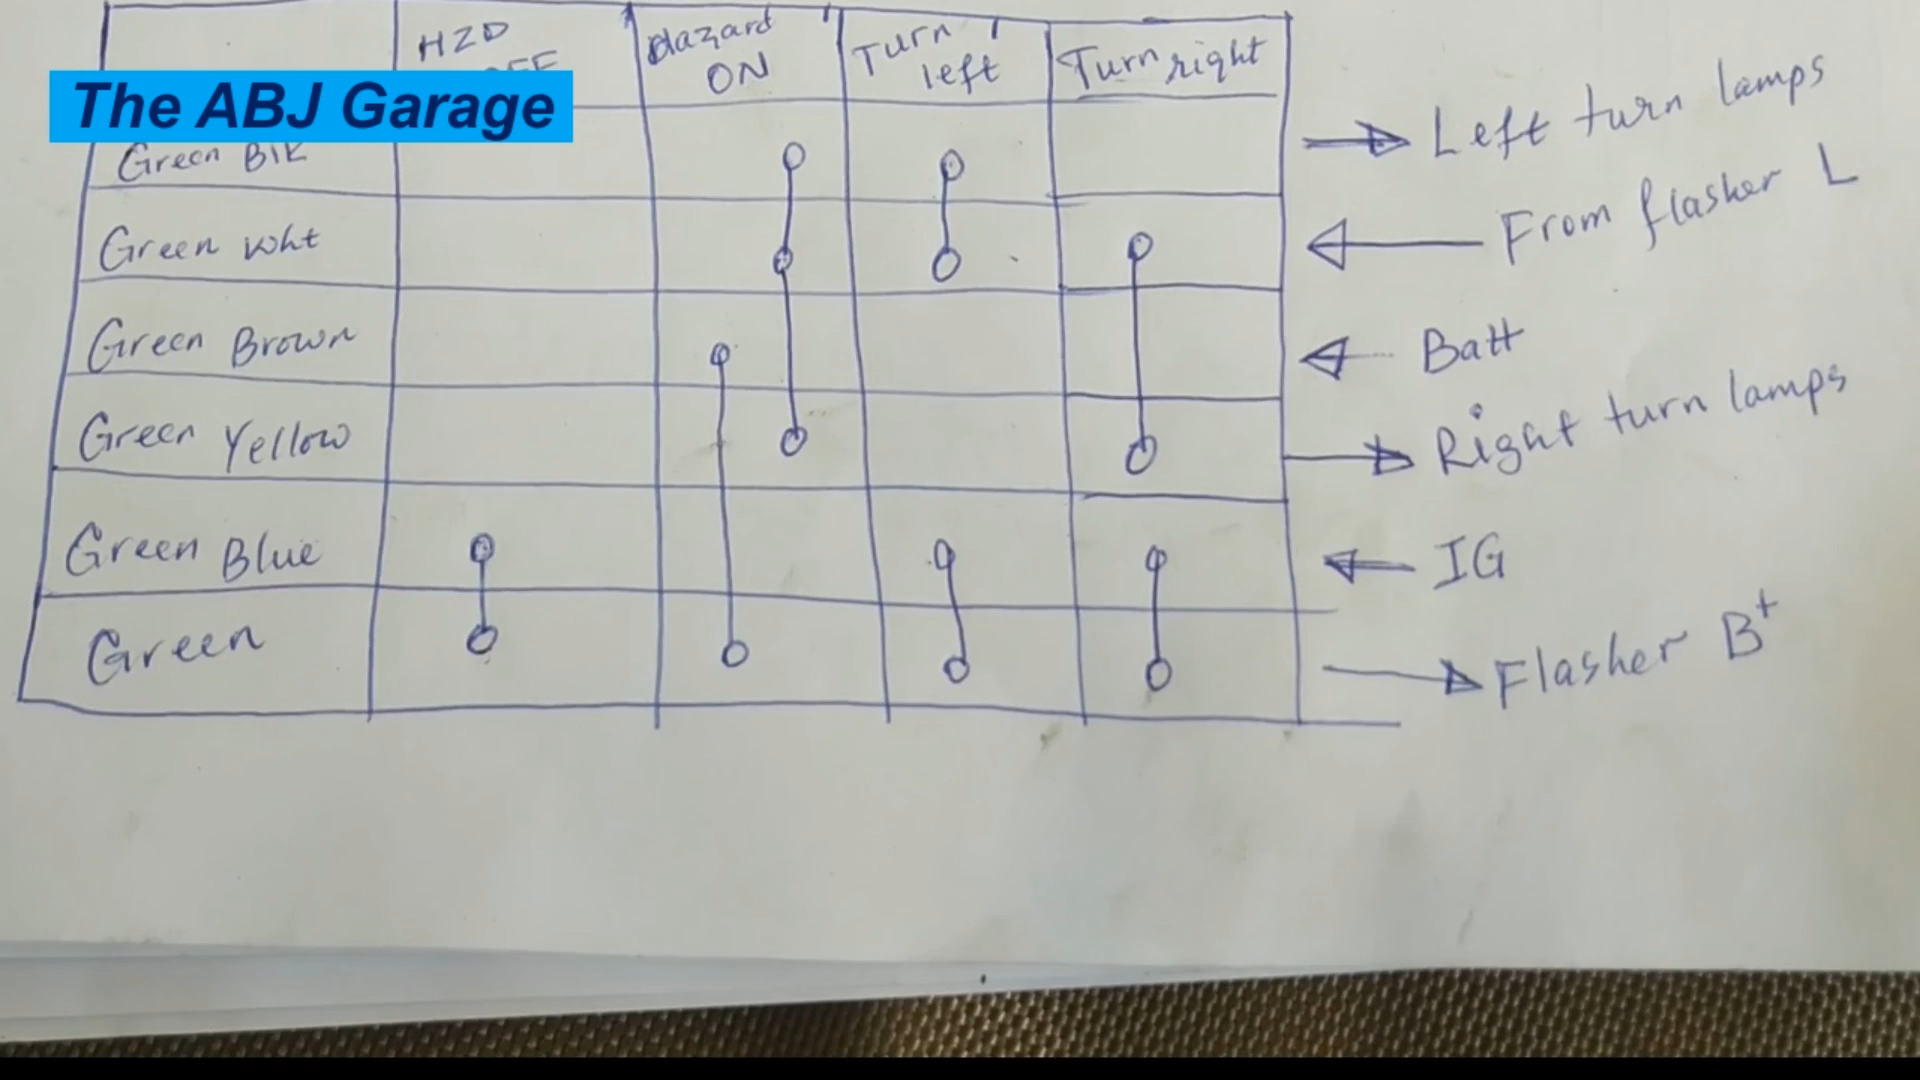 HZD
Hazard
ON
Turn
left
Turn right
The ABJ Garage
Green Blk
Green Wht
Green Brown
Green Yellow
Green Blue
Green
Left turn lamps
From flasher L
Batt
Right turn lamps
IG
Flasher B+